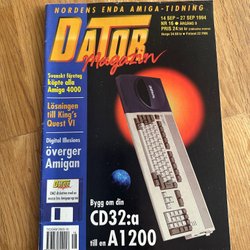 NORDENS ENDA AMIGA-TIDNING
DATOR
Magazin
14 SEP – 27 SEP 1994
NR 16
PRIS 24:50
Svenskt företag
köpte alla
Amiga 4000
Lösningen
till King's
Quest VI
Digital Illusions
överger
Amigan
Bygg om din
CD32:a
till en A1200